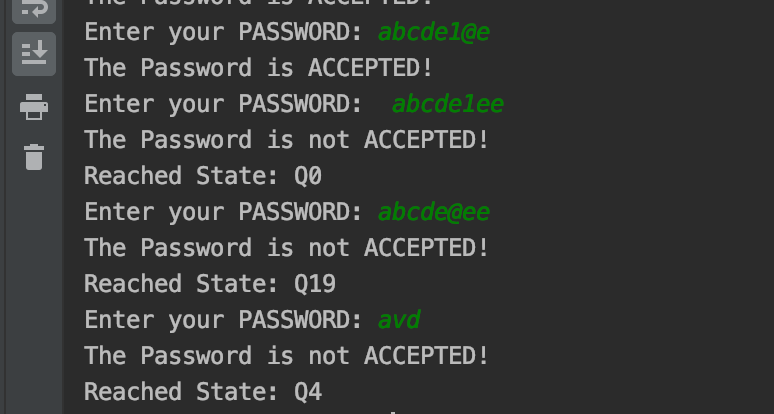 The Password is ACCEPTED!
Enter your PASSWORD: abcde1@e
The Password is ACCEPTED!
Enter your PASSWORD:  abcde1ee
The Password is not ACCEPTED!
Reached State: Q0
Enter your PASSWORD: abcde@ee
The Password is not ACCEPTED!
Reached State: Q19
Enter your PASSWORD: avd
The Password is not ACCEPTED!
Reached State: Q4